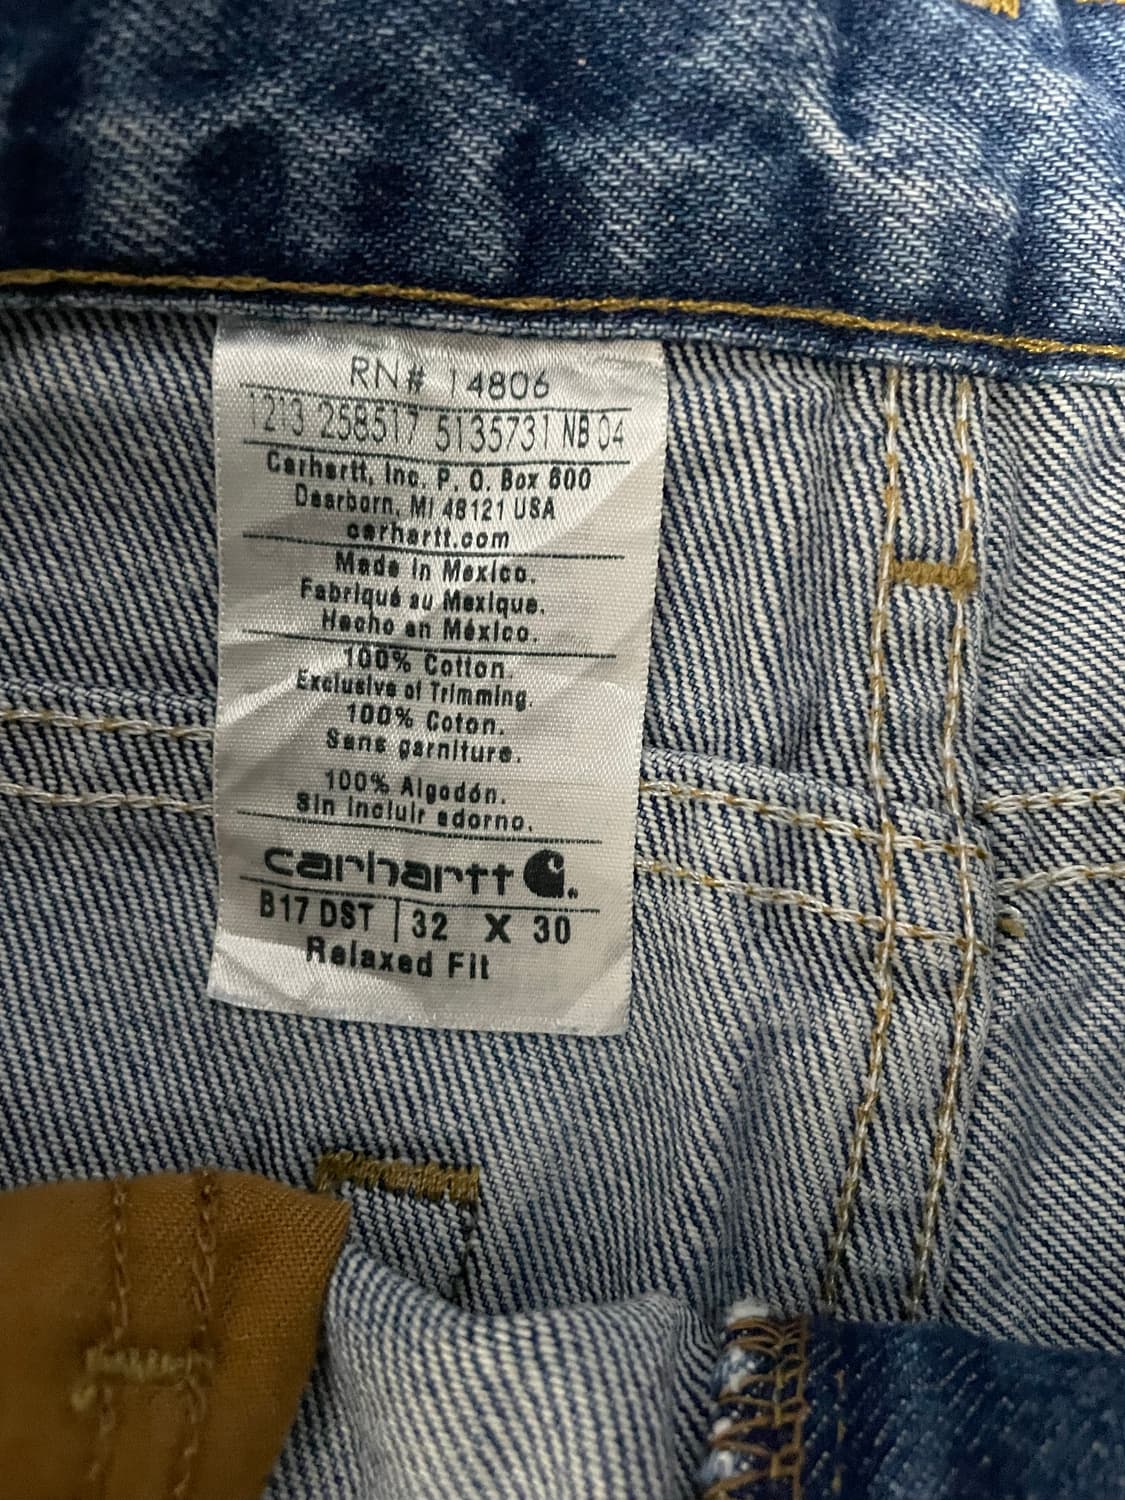 RN# 14806
1213 258517 5135731 NB 04
Carhartt, Inc. P. O. Box 600
Dearborn, MI 48121 USA
carhartt.com
Made in Mexico.
Fabriqué au Mexique.
Hecho en México.
100% Cotton.
Exclusive of Trimming.
100% Coton.
Sans garniture.
100% Algodón.
Sin incluir adorno.
carhartt
B17 DST | 32 X 30
Relaxed Fit